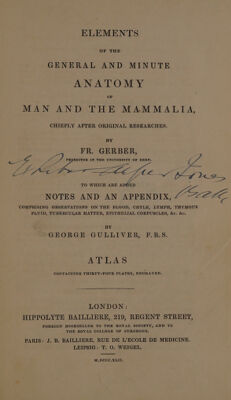 ELEMENTS
OF THE
GENERAL AND MINUTE
ANATOMY
OF
MAN AND THE MAMMALIA,
CHIEFLY AFTER ORIGINAL RESEARCHES.
BY
FR. GERBER,
PROSECTOR IN THE UNIVERSITY OF BERN.
TO WHICH ARE ADDED
NOTES AND AN APPENDIX,
COMPRISING OBSERVATIONS ON THE BLOOD, CHYLE, LYMPH, THYMOUS
FLUID, TUBERCULAR MATTER, EPITHELIAL CORPUSCLES, &c. &c.
BY
GEORGE GULLIVER, F.R.S.
ATLAS
CONTAINING THIRTY-FOUR PLATES, ENGRAVED.
LONDON:
HIPPOLYTE BAILLIERE, 219, REGENT STREET,
FOREIGN BOOKSELLER TO THE ROYAL SOCIETY, AND TO
THE ROYAL COLLEGE OF SURGEONS.
PARIS: J. B. BAILLIERE, RUE DE L'ECOLE DE MEDICINE.
LEIPZIG: T. O. WEIGEL.
M.DCCC.XLII.